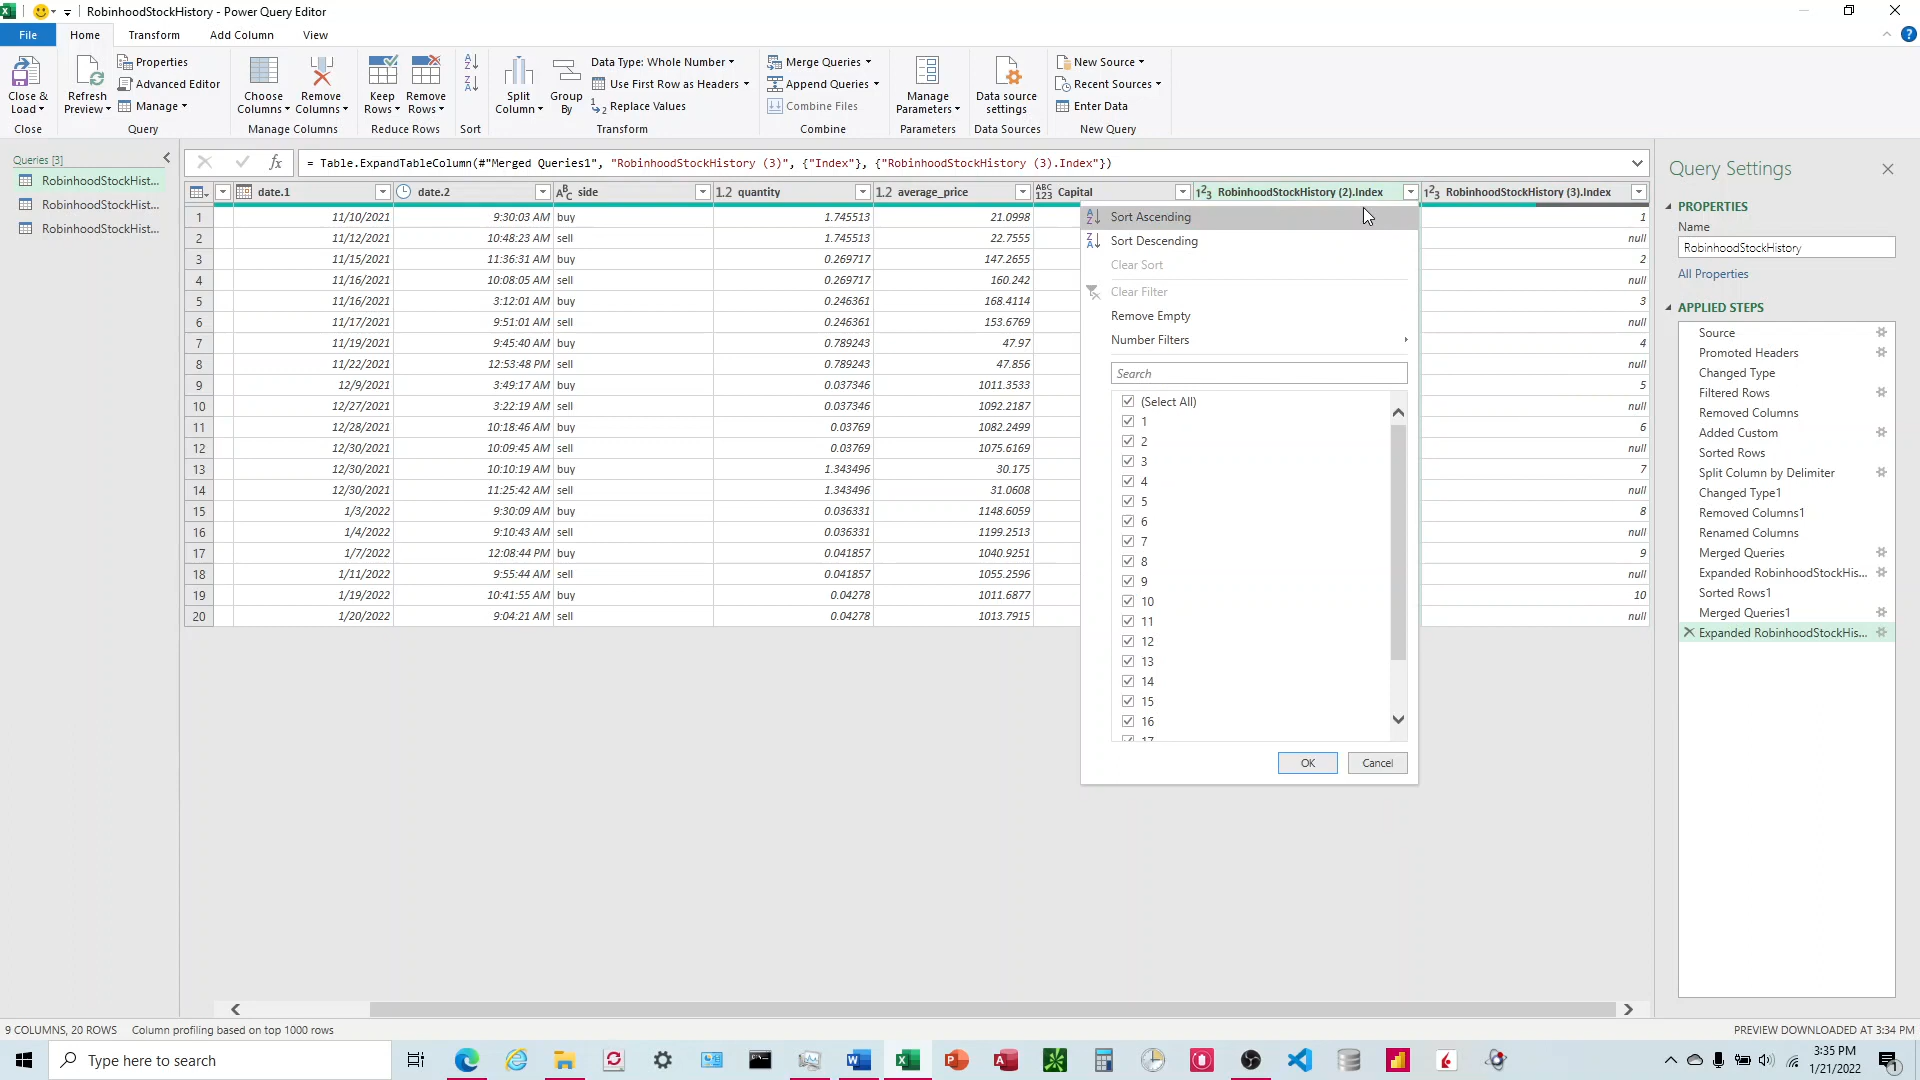 RobinhoodStockHistory - Power Query Editor
File Home Transform Add Column View
Close & Load
Close
Refresh Preview
Properties
Advanced Editor
Manage
Query
Choose Columns
Remove Columns
Manage Columns
Keep Rows
Remove Rows
Reduce Rows
Sort
Split Column
Group By
Data Type: Whole Number
Use First Row as Headers
Replace Values
Transform
Merge Queries
Append Queries
Combine Files
Combine
Manage Parameters
Parameters
Data source settings
Data Sources
New Source
Recent Sources
Enter Data
New Query
Queries [3]
RobinhoodStockHist...
RobinhoodStockHist...
RobinhoodStockHist...
fx = Table.ExpandTableColumn(#"Merged Queries1", "RobinhoodStockHistory (3)", {"Index"}, {"RobinhoodStockHistory (3).Index"})
date.1 date.2 ABC side 1.2 quantity 1.2 average_price ABC 123 Capital 123 RobinhoodStockHistory (2).Index 123 RobinhoodStockHistory (3).Index
1 11/10/2021 9:30:03 AM buy 1.745513 21.0998 1
2 11/12/2021 10:48:23 AM sell 1.745513 22.7555 null
3 11/15/2021 11:36:31 AM buy 0.269717 147.2655 2
4 11/16/2021 10:08:05 AM sell 0.269717 160.242 null
5 11/16/2021 3:12:01 AM buy 0.246361 168.4114 3
6 11/17/2021 9:51:01 AM sell 0.246361 153.6769 null
7 11/19/2021 9:45:40 AM buy 0.789243 47.97 4
8 11/22/2021 12:53:48 PM sell 0.789243 47.856 null
9 12/9/2021 3:49:17 AM buy 0.037346 1011.3533 5
10 12/27/2021 3:22:19 AM sell 0.037346 1092.2187 null
11 12/28/2021 10:18:46 AM buy 0.03769 1082.2499 6
12 12/30/2021 10:09:45 AM sell 0.03769 1075.6169 null
13 12/30/2021 10:10:19 AM buy 1.343496 30.175 7
14 12/30/2021 11:25:42 AM sell 1.343496 31.0608 null
15 1/3/2022 9:30:09 AM buy 0.036331 1148.6059 8
16 1/4/2022 9:10:43 AM sell 0.036331 1199.2513 null
17 1/7/2022 12:08:44 PM buy 0.041857 1040.9251 9
18 1/11/2022 9:55:44 AM sell 0.041857 1055.2596 null
19 1/19/2022 10:41:55 AM buy 0.04278 1011.6877 10
20 1/20/2022 9:04:21 AM sell 0.04278 1013.7915 null
Sort Ascending
Sort Descending
Clear Sort
Clear Filter
Remove Empty
Number Filters
Search
(Select All)
1
2
3
4
5
6
7
8
9
10
11
12
13
14
15
16
17
OK Cancel
Query Settings
PROPERTIES
Name
RobinhoodStockHistory
All Properties
APPLIED STEPS
Source
Promoted Headers
Changed Type
Filtered Rows
Removed Columns
Added Custom
Sorted Rows
Split Column by Delimiter
Changed Type1
Removed Columns1
Renamed Columns
Merged Queries
Expanded RobinhoodStockHis...
Sorted Rows1
Merged Queries1
Expanded RobinhoodStockHis...
9 COLUMNS, 20 ROWS Column profiling based on top 1000 rows PREVIEW DOWNLOADED AT 3:34 PM
Type here to search
3:35 PM
1/21/2022